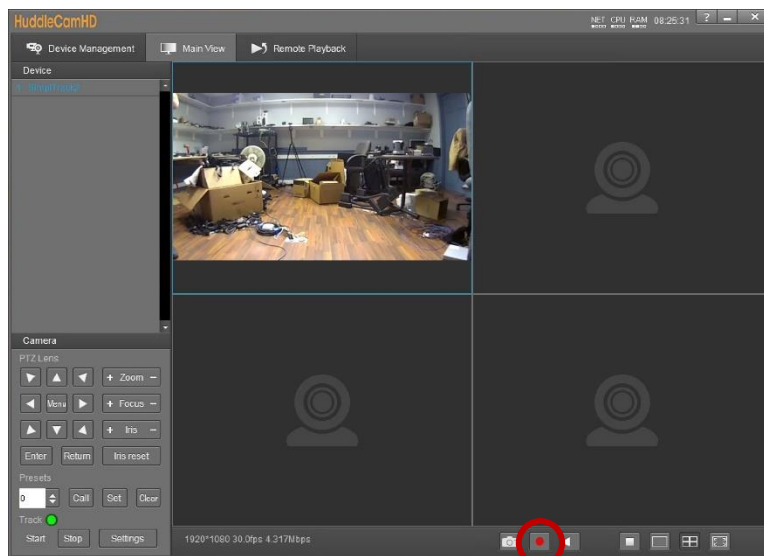 HuddleCamHD
NET CPU RAM 08:25:31 ? – ×
Device Management Main View Remote Playback
Device
Camera
PTZ Lens
+ Zoom −
Menu + Focus −
+ Iris −
Enter Return Iris reset
Presets
0 Call Set Clear
Track
Start Stop Settings
1920*1080 30.0fps 4.317Mbps